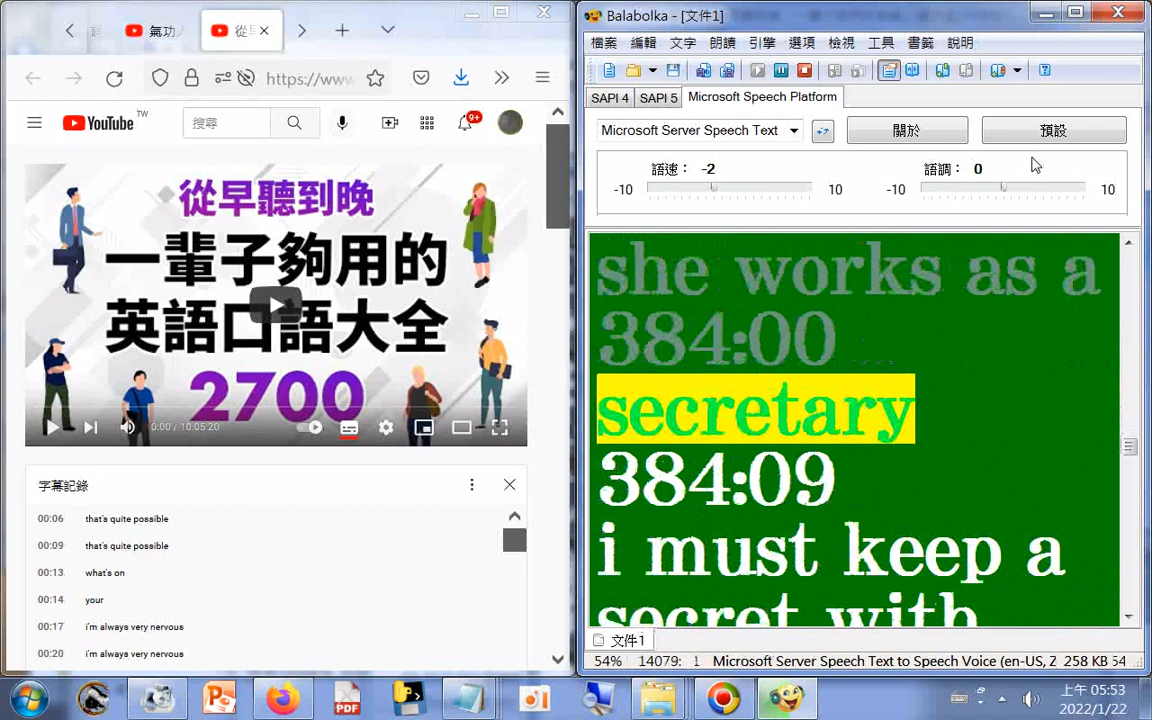 氣功
從
https://www
YouTube TW
搜尋
9+
從早聽到晚
一輩子夠用的
英語口語大全
2700
0:00 / 10:05:20
字幕記錄
00:06 that's quite possible
00:09 that's quite possible
00:13 what's on
00:14 your
00:17 i'm always very nervous
00:20 i'm always very nervous
Balabolka - [文件1]
檔案 編輯 文字 朗讀 引擎 選項 檢視 工具 書籤 說明
SAPI 4 SAPI 5 Microsoft Speech Platform
Microsoft Server Speech Text 關於 預設
語速： -2 語調： 0
-10 10 -10 10
she works as a
384:00
secretary
384:09
i must keep a
secret with
文件1
54% 14079: 1 Microsoft Server Speech Text to Speech Voice (en-US, Z 258 KB 54
PDF
上午 05:53
2022/1/22